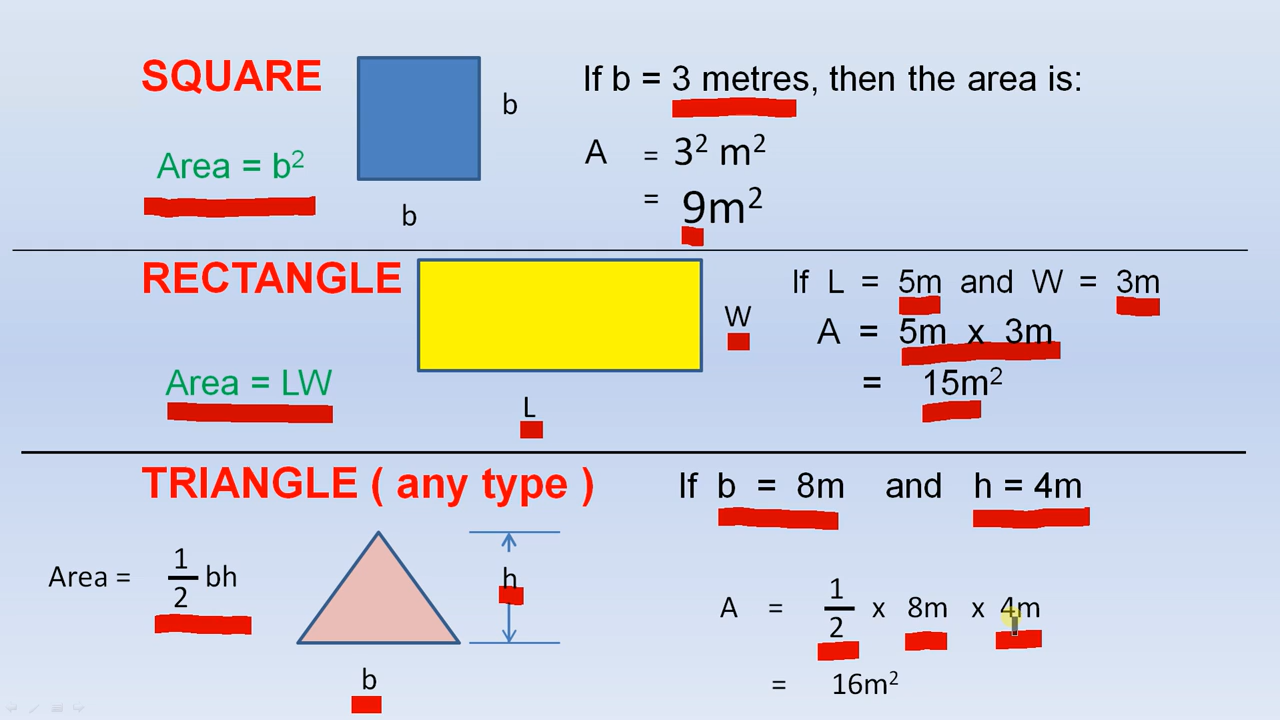 SQUARE
b
Area = b²
b
If b = 3 metres, then the area is:
A = 3² m²
= 9m²
RECTANGLE
W
Area = LW
L
If L = 5m and W = 3m
A = 5m x 3m
= 15m²
TRIANGLE ( any type )
If b = 8m and h = 4m
Area = 1/2 bh
h
b
A = 1/2 x 8m x 4m
= 16m²